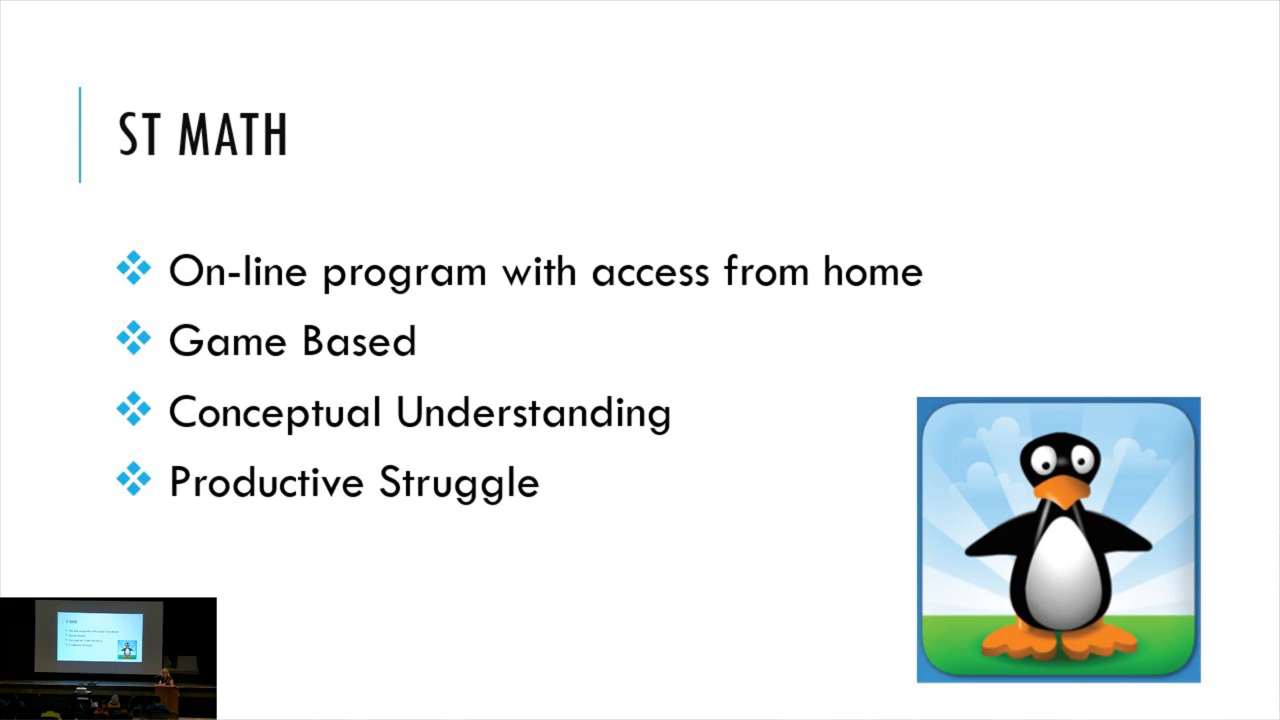 ST MATH
On-line program with access from home
Game Based
Conceptual Understanding
Productive Struggle